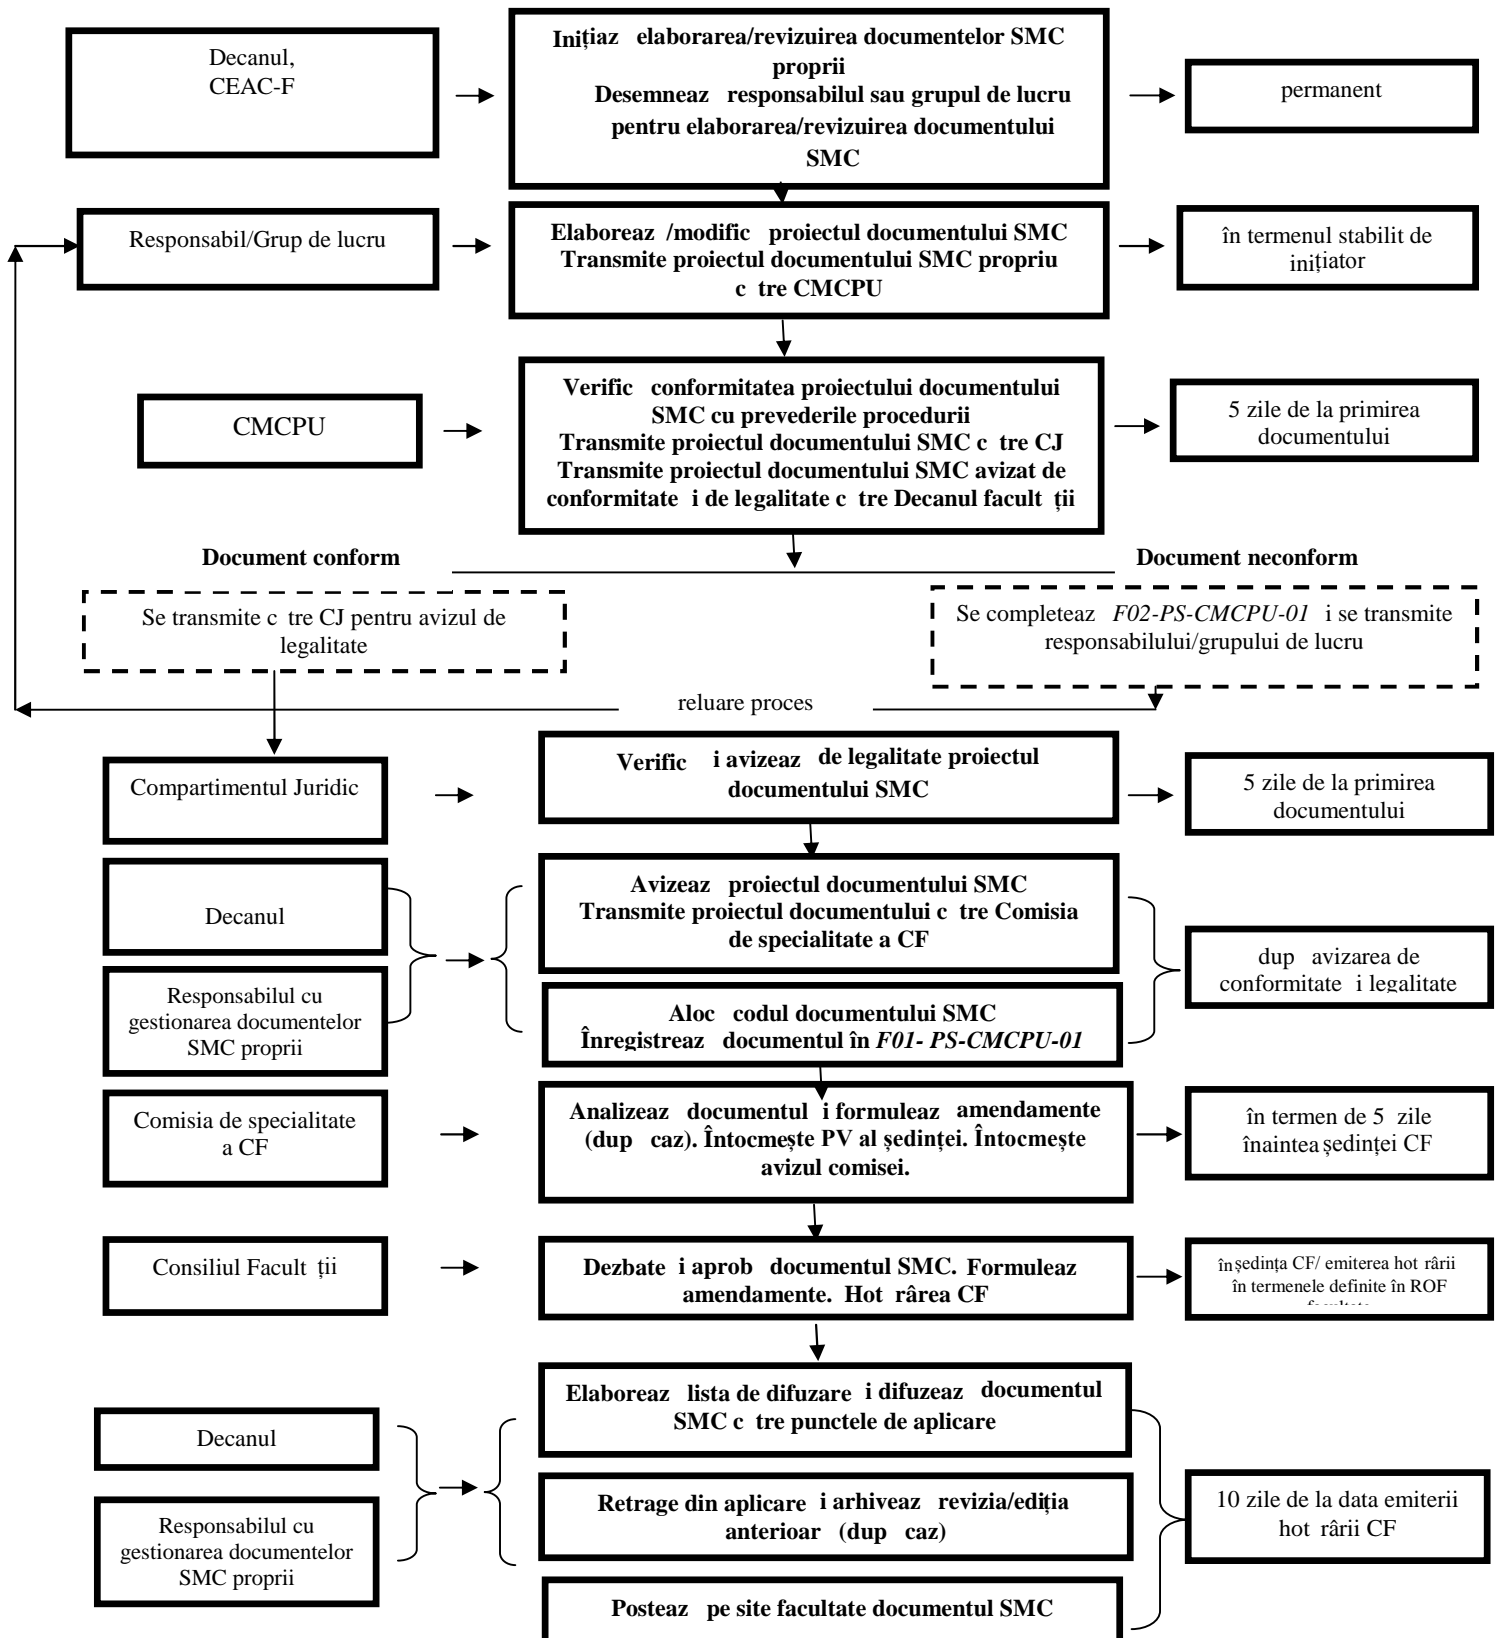 Decanul,
CEAC-F
Inițiaz elaborarea/revizuirea documentelor SMC
proprii
Desemneaz responsabilul sau grupul de lucru
pentru elaborarea/revizuirea documentului
SMC
permanent
Responsabil/Grup de lucru
Elaboreaz /modific proiectul documentului SMC
Transmite proiectul documentului SMC propriu
c tre CMCPU
în termenul stabilit de
inițiator
CMCPU
Verific conformitatea proiectului documentului
SMC cu prevederile procedurii
Transmite proiectul documentului SMC c tre CJ
Transmite proiectul documentului SMC avizat de
conformitate i de legalitate c tre Decanul facult ții
5 zile de la primirea
documentului
Document conform
Document neconform
Se transmite c tre CJ pentru avizul de
legalitate
Se completeaz F02-PS-CMCPU-01 i se transmite
responsabilului/grupului de lucru
reluare proces
Compartimentul Juridic
Verific i avizeaz de legalitate proiectul
documentului SMC
5 zile de la primirea
documentului
Decanul
Avizeaz proiectul documentului SMC
Transmite proiectul documentului c tre Comisia
de specialitate a CF
Responsabilul cu
gestionarea documentelor
SMC proprii
Aloc codul documentului SMC
Înregistreaz documentul în F01- PS-CMCPU-01
dup avizarea de
conformitate i legalitate
Comisia de specialitate
a CF
Analizeaz documentul i formuleaz amendamente
(dup caz). Întocmește PV al ședinței. Întocmește
avizul comisei.
în termen de 5 zile
înaintea ședinței CF
Consiliul Facult ții
Dezbate i aprob documentul SMC. Formuleaz
amendamente. Hot rârea CF
în ședința CF/ emiterea hot rârii
în termenele definite în ROF
Decanul
Responsabilul cu
gestionarea documentelor
SMC proprii
Elaboreaz lista de difuzare i difuzeaz documentul
SMC c tre punctele de aplicare
Retrage din aplicare i arhiveaz revizia/ediția
anterioar (dup caz)
Posteaz pe site facultate documentul SMC
10 zile de la data emiterii
hot rârii CF